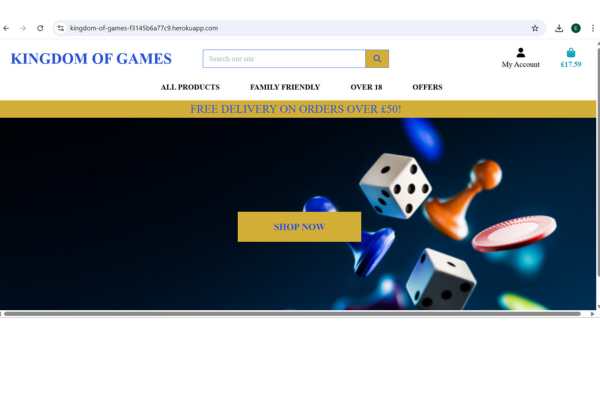 kingdom-of-games-f3145b6a77c9.herokuapp.com
KINGDOM OF GAMES
Search our site
My Account
£17.59
ALL PRODUCTS FAMILY FRIENDLY OVER 18 OFFERS
FREE DELIVERY ON ORDERS OVER £50!
SHOP NOW